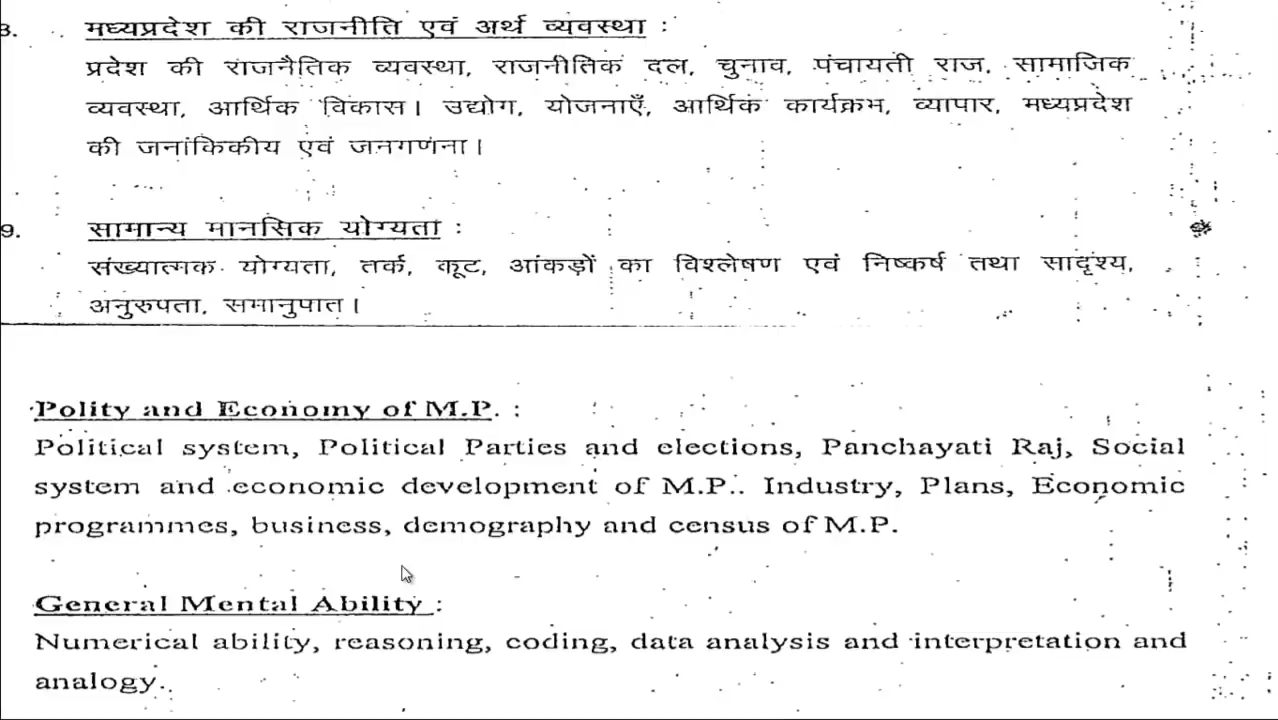 8. मध्यप्रदेश की राजनीति एवं अर्थ व्यवस्था :
प्रदेश की राजनैतिक व्यवस्था, राजनीतिक दल, चुनाव, पंचायती राज, सामाजिक
व्यवस्था, आर्थिक विकास। उद्योग, योजनाएँ, आर्थिक कार्यक्रम, व्यापार, मध्यप्रदेश
की जनांकिकीय एवं जनगणना।
9. सामान्य मानसिक योग्यता :
संख्यात्मक योग्यता, तर्क, कूट, आंकड़ों का विश्लेषण एवं निष्कर्ष तथा सादृंश्य,
अनुरुपता, समानुपात।
Polity and Economy of M.P. :
Political system, Political Parties and elections, Panchayati Raj, Social
system and economic development of M.P.. Industry, Plans, Economic
programmes, business, demography and census of M.P.
General Mental Ability :
Numerical ability, reasoning, coding, data analysis and interpretation and
analogy.